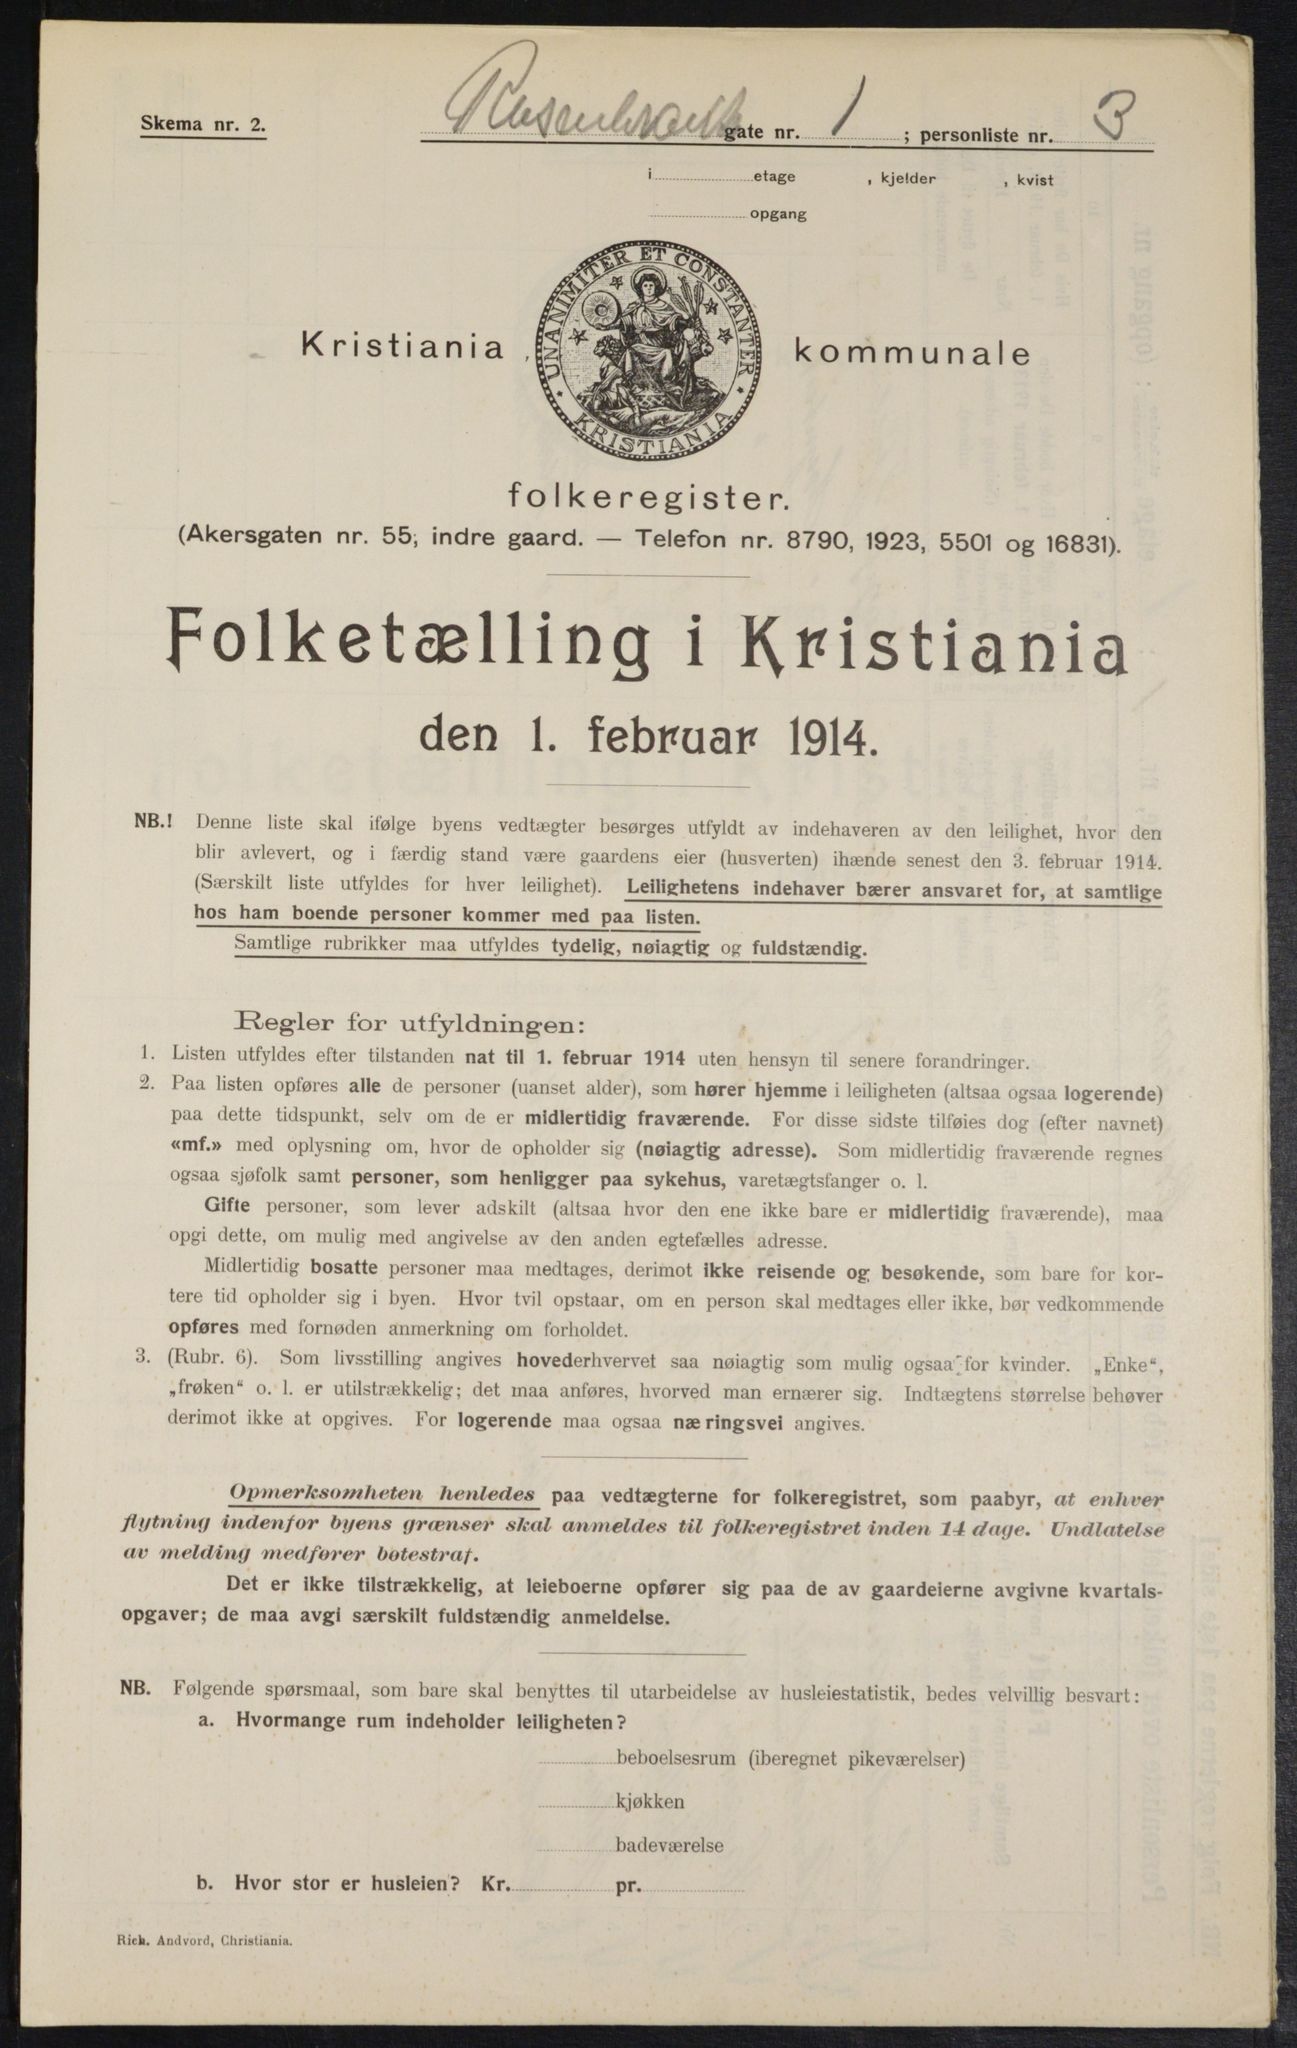 Skema nr. 2.
Rosenkrantz gate nr. 1 ; personliste nr. 3
i etage , kjelder , kvist
opgang
UNANIMITER ET CONSTANTER
KRISTIANIA
Kristiania kommunale
folkeregister.
(Akersgaten nr. 55, indre gaard. — Telefon nr. 8790, 1923, 5501 og 16831).
Folketælling i Kristiania
den 1. februar 1914.
NB.! Denne liste skal ifølge byens vedtægter besørges utfyldt av indehaveren av den leilighet, hvor den
blir avlevert, og i færdig stand være gaardens eier (husverten) ihænde senest den 3. februar 1914.
(Særskilt liste utfyldes for hver leilighet). Leilighetens indehaver bærer ansvaret for, at samtlige
hos ham boende personer kommer med paa listen.
Samtlige rubrikker maa utfyldes tydelig, nøiagtig og fuldstændig.
Regler for utfyldningen:
1. Listen utfyldes efter tilstanden nat til 1. februar 1914 uten hensyn til senere forandringer.
2. Paa listen opføres alle de personer (uanset alder), som hører hjemme i leiligheten (altsaa ogsaa logerende)
paa dette tidspunkt, selv om de er midlertidig fraværende. For disse sidste tilføies dog (efter navnet)
«mf.» med oplysning om, hvor de opholder sig (nøiagtig adresse). Som midlertidig fraværende regnes
ogsaa sjøfolk samt personer, som henligger paa sykehus, varetægtsfanger o. l.
Gifte personer, som lever adskilt (altsaa hvor den ene ikke bare er midlertidig fraværende), maa
opgi dette, om mulig med angivelse av den anden egtefælles adresse.
Midlertidig bosatte personer maa medtages, derimot ikke reisende og besøkende, som bare for kor-
tere tid opholder sig i byen. Hvor tvil opstaar, om en person skal medtages eller ikke, bør vedkommende
opføres med fornøden anmerkning om forholdet.
3. (Rubr. 6). Som livsstilling angives hovederhvervet saa nøiagtig som mulig ogsaa for kvinder. „Enke“,
„frøken“ o. l. er utilstrækkelig; det maa anføres, hvorved man ernærer sig. Indtægtens størrelse behøver
derimot ikke at opgives. For logerende maa ogsaa næringsvei angives.
Opmerksomheten henledes paa vedtægterne for folkeregistret, som paabyr, at enhver
flytning indenfor byens grænser skal anmeldes til folkeregistret inden 14 dage. Undlatelse
av melding medfører bøtestraf.
Det er ikke tilstrækkelig, at leieboerne opfører sig paa de av gaardeierne avgivne kvartals-
opgaver; de maa avgi særskilt fuldstændig anmeldelse.
NB. Følgende spørsmaal, som bare skal benyttes til utarbeidelse av husleiestatistik, bedes velvillig besvart:
a. Hvormange rum indeholder leiligheten?
beboelsesrum (iberegnet pikeværelser)
kjøkken
badeværelse
b. Hvor stor er husleien? Kr. pr.
Rich. Andvord, Christiania.